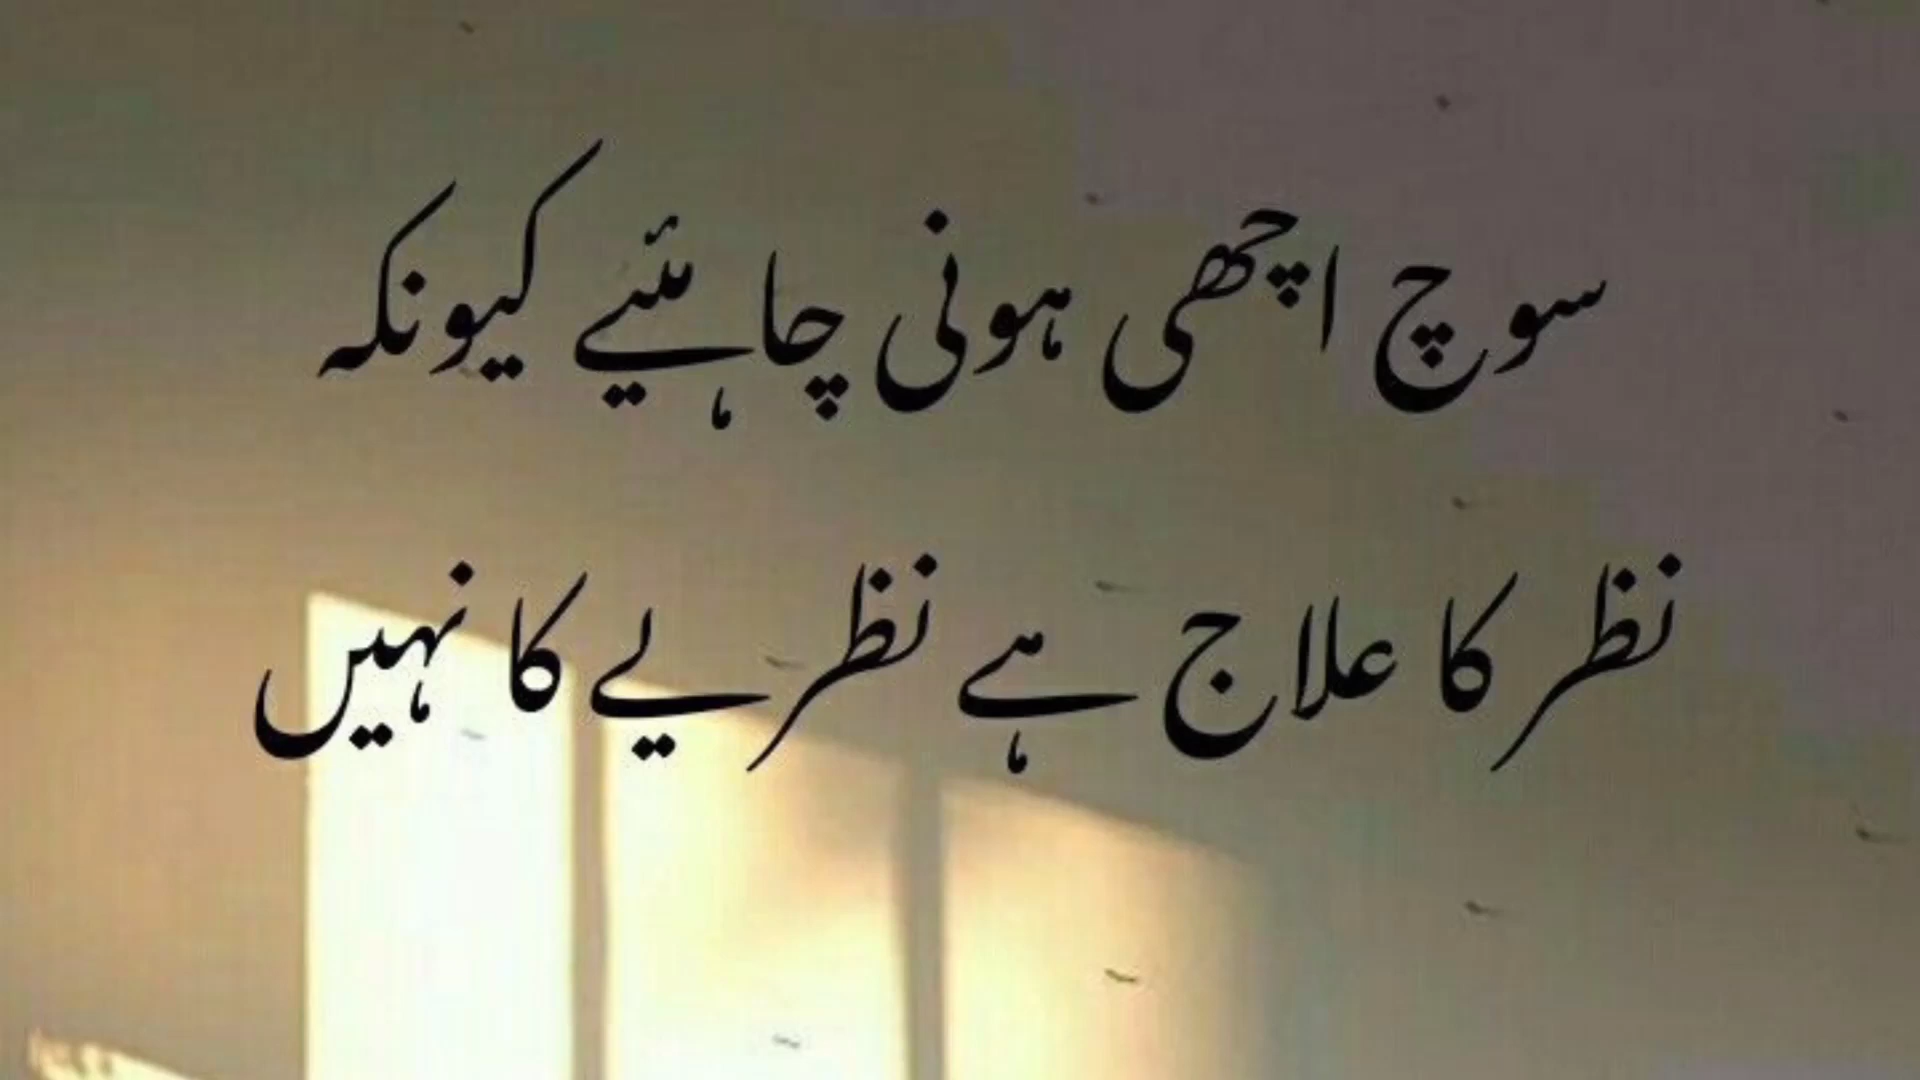 سوچ اچھی ہونی چاہئیے کیونکہ
نظر کا علاج ہے نظریے کا نہیں